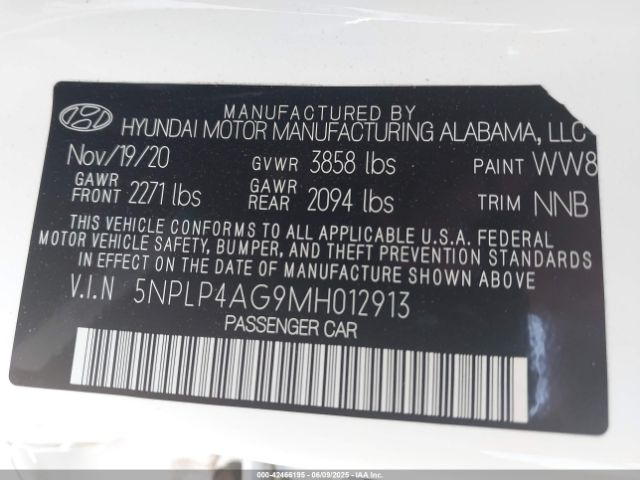 MANUFACTURED BY
HYUNDAI MOTOR MANUFACTURING ALABAMA, LLC
Nov/19/20 GVWR 3858 lbs PAINT WW8
GAWR FRONT 2271 lbs GAWR REAR 2094 lbs TRIM NNB
THIS VEHICLE CONFORMS TO ALL APPLICABLE U.S.A. FEDERAL
MOTOR VEHICLE SAFETY, BUMPER, AND THEFT PREVENTION STANDARDS
IN EFFECT ON THE DATE OF MANUFACTURE SHOWN ABOVE.
V.I.N 5NPLP4AG9MH012913
PASSENGER CAR
000-42466195 - 06/09/2025 - IAAI.COM